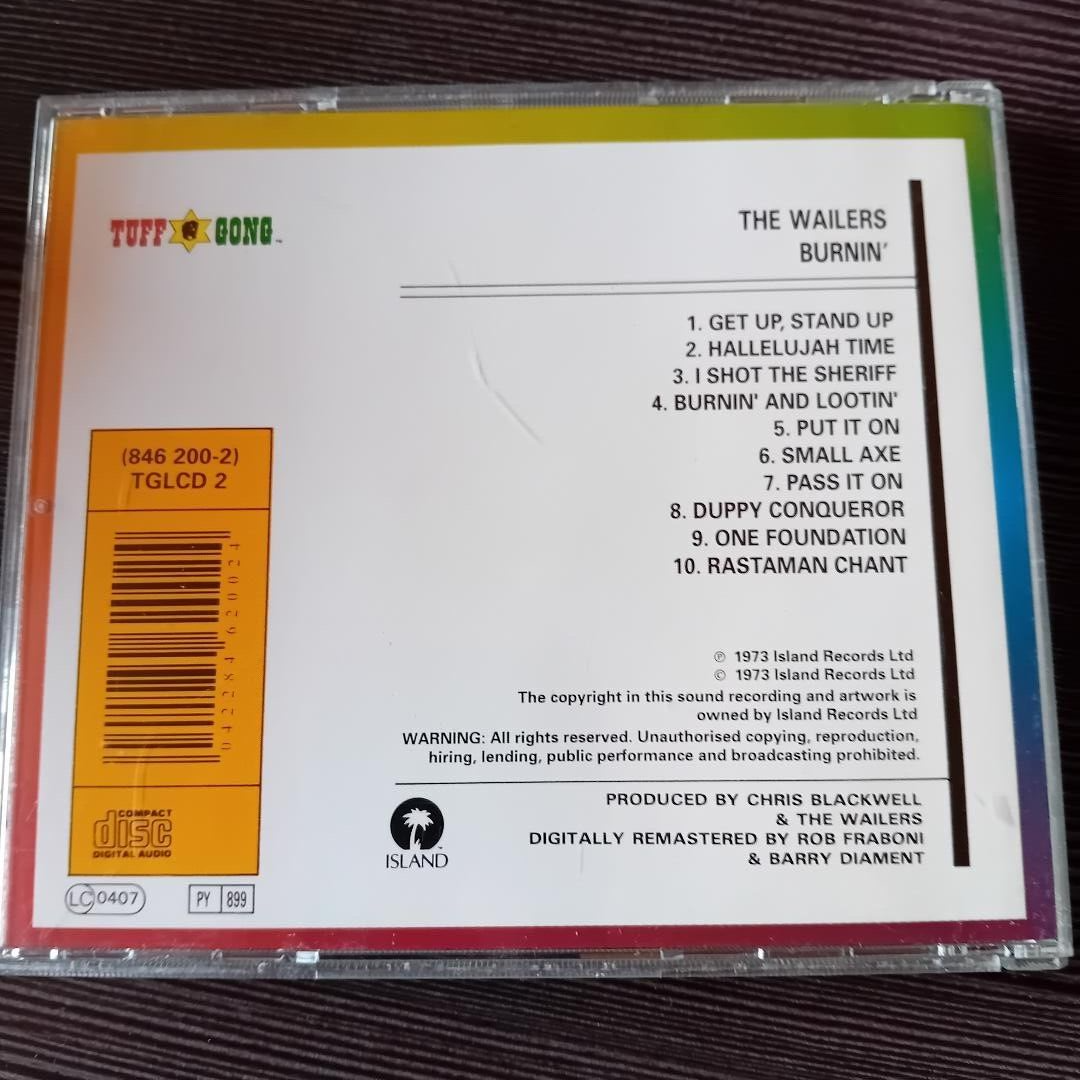 TUFF GONG™
THE WAILERS
BURNIN'
1. GET UP, STAND UP
2. HALLELUJAH TIME
3. I SHOT THE SHERIFF
4. BURNIN' AND LOOTIN'
5. PUT IT ON
6. SMALL AXE
7. PASS IT ON
8. DUPPY CONQUEROR
9. ONE FOUNDATION
10. RASTAMAN CHANT
(846 200-2)
TGLCD 2
042284620024
℗ 1973 Island Records Ltd
© 1973 Island Records Ltd
The copyright in this sound recording and artwork is
owned by Island Records Ltd
WARNING: All rights reserved. Unauthorised copying, reproduction,
hiring, lending, public performance and broadcasting prohibited.
PRODUCED BY CHRIS BLACKWELL
& THE WAILERS
DIGITALLY REMASTERED BY ROB FRABONI
& BARRY DIAMENT
ISLAND
COMPACT
disc
DIGITAL AUDIO
LC 0407
PY 899